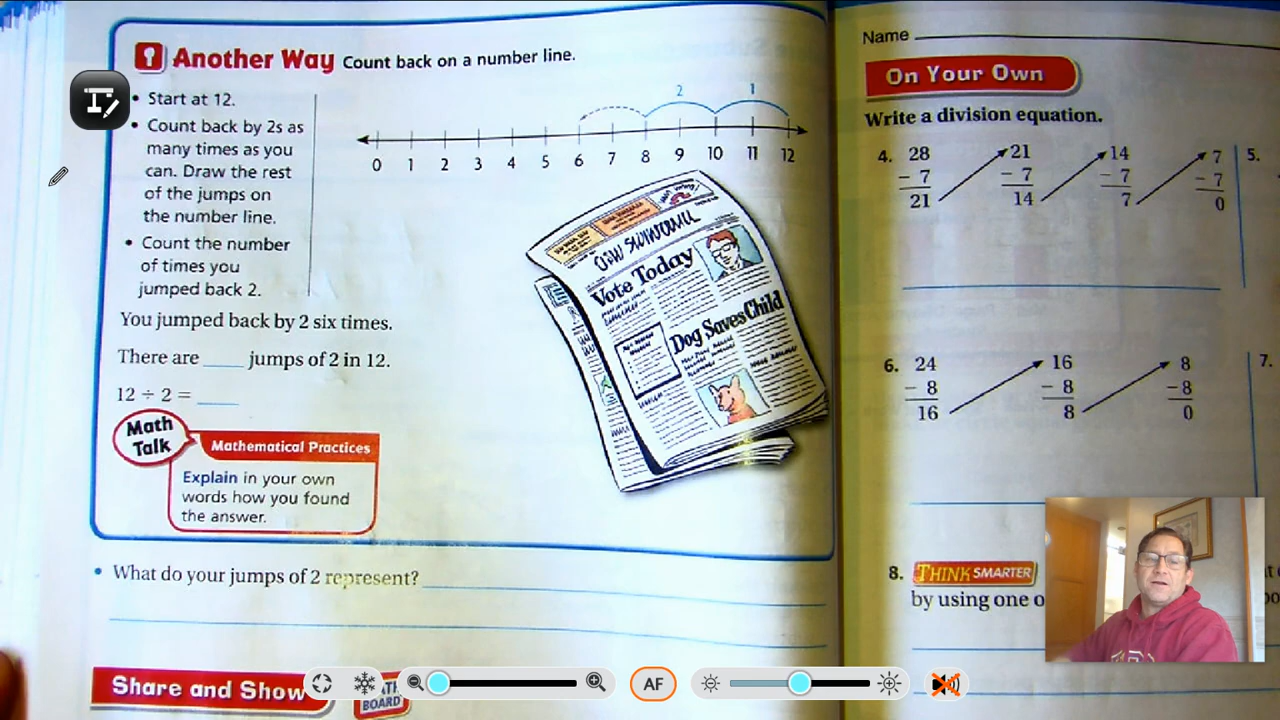 Another Way Count back on a number line.
• Start at 12.
• Count back by 2s as
many times as you
can. Draw the rest
of the jumps on
the number line.
• Count the number
of times you
jumped back 2.
2 1
0 1 2 3 4 5 6 7 8 9 10 11 12
You jumped back by 2 six times.
There are ____ jumps of 2 in 12.
12 ÷ 2 = ____
Math
Talk
Mathematical Practices
Explain in your own
words how you found
the answer.
Vote Today
Dog Saves Child
• What do your jumps of 2 represent?
Share and Show
BOARD
AF
Name
On Your Own
Write a division equation.
4. 28 21 14 7
− 7 − 7 − 7 − 7
21 14 7 0
5.
6. 24 16 8
− 8 − 8 −8
16 8 0
7.
8. THINK SMARTER
by using one o